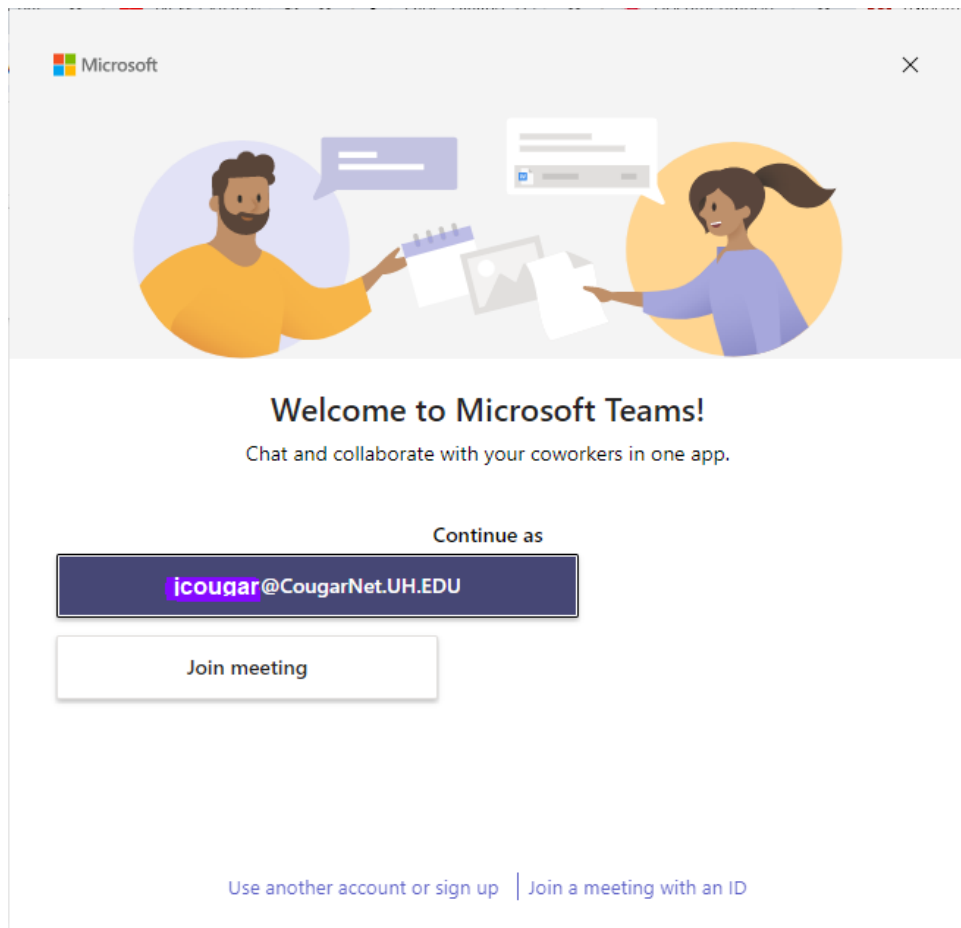 Microsoft
Welcome to Microsoft Teams!
Chat and collaborate with your coworkers in one app.
Continue as
jcougar@CougarNet.UH.EDU
Join meeting
Use another account or sign up | Join a meeting with an ID